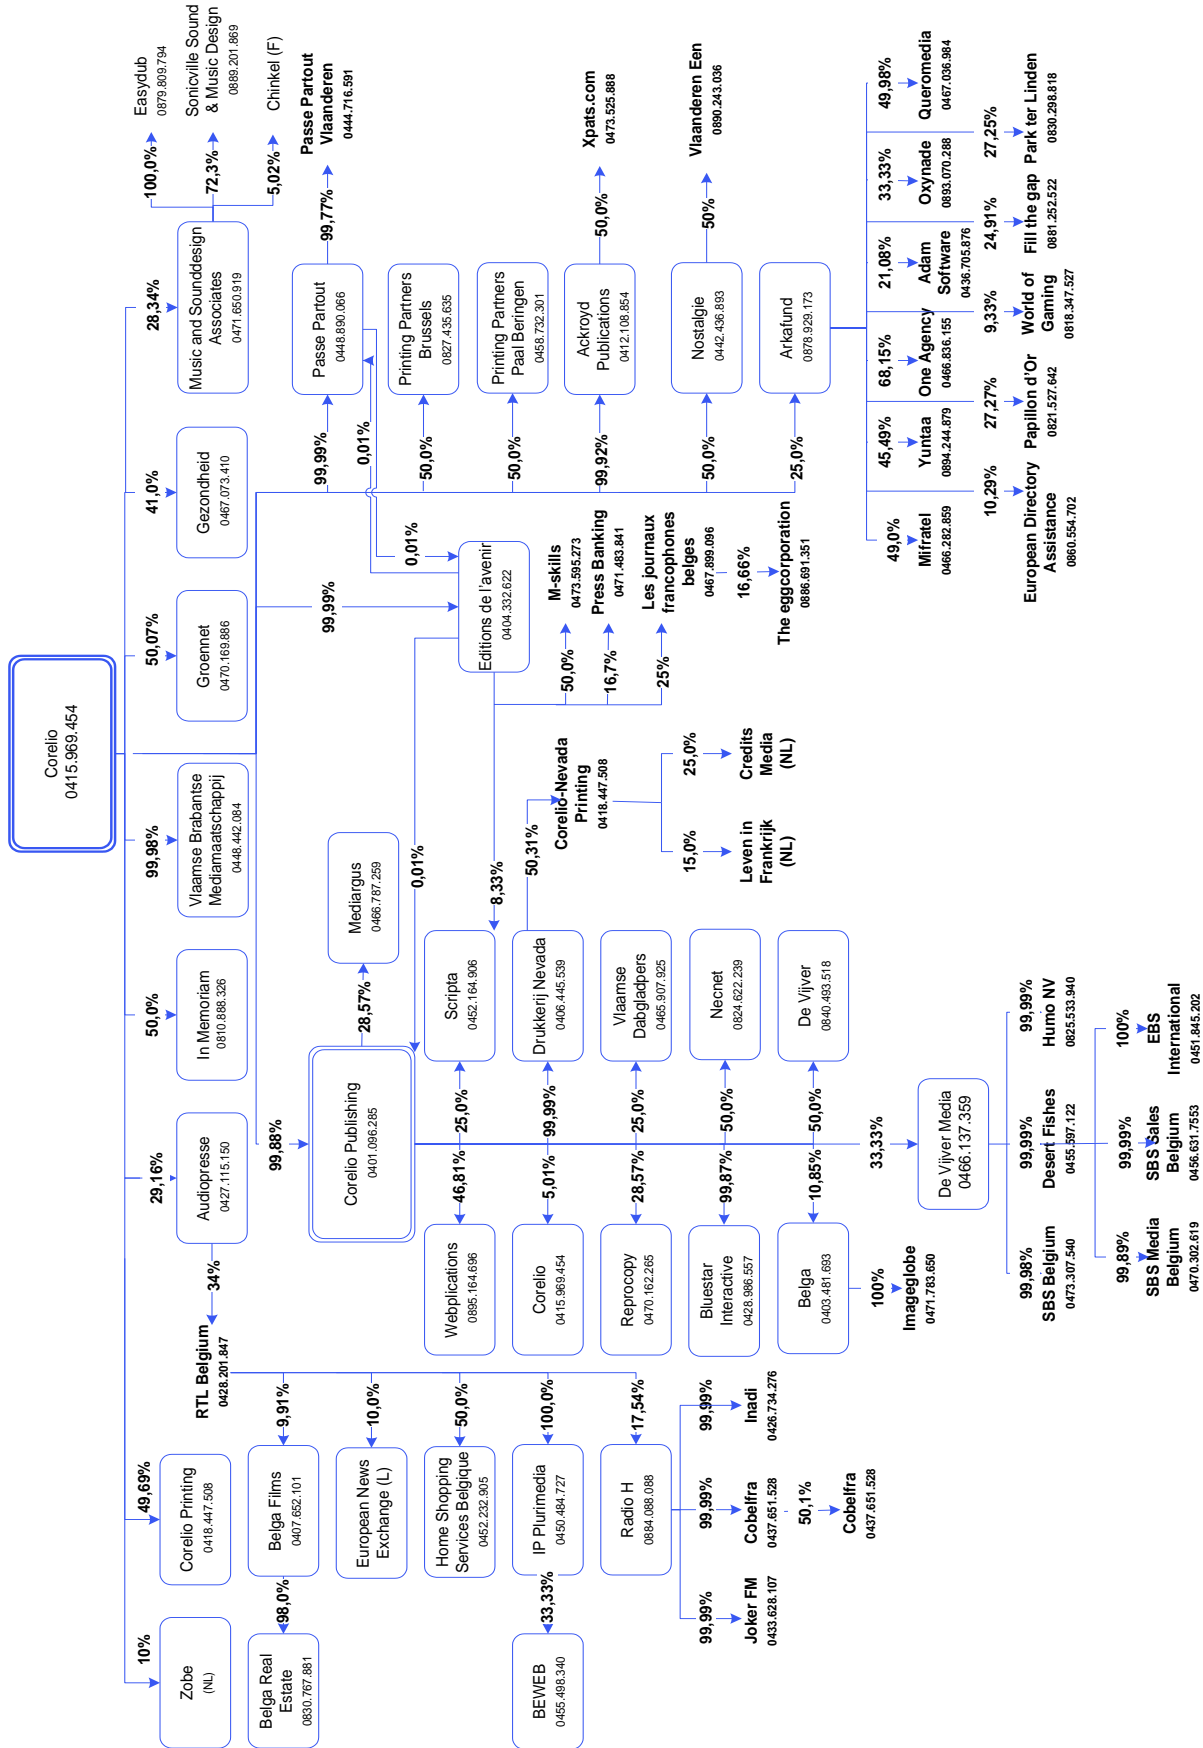 Corelio
0415.969.454
10%
Zobe
(NL)
49,69%
Corelio Printing
0418.447.508
29,16%
Audiopresse
0427.115.150
50,0%
In Memoriam
0810.888.326
99,98%
Vlaamse Brabantse
Mediamaatschappij
0448.442.084
50,07%
Groennet
0470.169.886
41,0%
Gezondheid
0467.073.410
28,34%
Music and Sounddesign
Associates
0471.650.919
100,0%
Easydub
0879.809.794
72,3%
Sonicville Sound
& Music Design
0889.201.869
5,02%
Chinkel (F)
34%
RTL Belgium
0428.201.847
9,91%
Belga Films
0407.652.101
98,0%
Belga Real
Estate
0830.767.881
10,0%
European News
Exchange (L)
50,0%
Home Shopping
Services Belgique
0452.232.905
100,0%
IP Plurimedia
0450.484.727
33,33%
BEWEB
0455.498.340
17,54%
Radio H
0884.088.088
99,99%
Joker FM
0433.628.107
99,99%
Cobelfra
0437.651.528
50,1%
Cobelfra
0437.651.528
99,99%
Inadi
0426.734.276
99,88%
Corelio Publishing
0401.096.285
28,57%
Mediargus
0466.787.259
0,01%
46,81%
Webplications
0895.164.696
25,0%
Scripta
0452.164.906
8,33%
5,01%
Corelio
0415.969.454
99,99%
Drukkerij Nevada
0406.445.539
50,31%
Corelio-Nevada
Printing
0418.447.508
15,0%
Leven in
Frankrijk
(NL)
25,0%
Credits
Media
(NL)
28,57%
Reprocopy
0470.162.265
25,0%
Vlaamse
Dabgladpers
0465.907.925
99,87%
Bluestar
Interactive
0428.986.557
50,0%
Necnet
0824.622.239
10,85%
Belga
0403.481.693
100%
Imageglobe
0471.783.650
50,0%
De Vijver
0840.493.518
33,33%
De Vijver Media
0466.137.359
99,98%
SBS Belgium
0473.307.540
99,99%
Desert Fishes
0455.597.122
99,99%
Humo NV
0825.533.940
99,89%
SBS Media
Belgium
0470.302.619
99,99%
SBS Sales
Belgium
0456.631.7553
100%
EBS
International
0451.845.202
99,99%
Editions de l’avenir
0404.332.622
0,01%
0,01%
50,0%
M-skills
0473.595.273
16,7%
Press Banking
0471.483.841
25%
Les journaux
francophones
belges
0467.899.096
16,66%
The eggcorporation
0886.691.351
99,99%
Passe Partout
0448.890.066
99,77%
Passe Partout
Vlaanderen
0444.716.591
50,0%
Printing Partners
Brussels
0827.435.635
50,0%
Printing Partners
Paal Beringen
0458.732.301
99,92%
Ackroyd
Publications
0412.108.854
50,0%
Xpats.com
0473.525.888
50,0%
Nostalgie
0442.436.893
50%
Vlaanderen Een
0890.243.036
25,0%
Arkafund
0878.929.173
49,0%
Mifratel
0466.282.859
45,49%
Yuntaa
0894.244.879
68,15%
One Agency
0466.836.155
21,08%
Adam
Software
0436.705.876
33,33%
Oxynade
0893.070.288
49,98%
Queromedia
0467.036.984
10,29%
European Directory
Assistance
0860.554.702
27,27%
Papillon d’Or
0821.527.642
9,33%
World of
Gaming
0818.347.527
24,91%
Fill the gap
0881.252.522
27,25%
Park ter Linden
0830.298.818